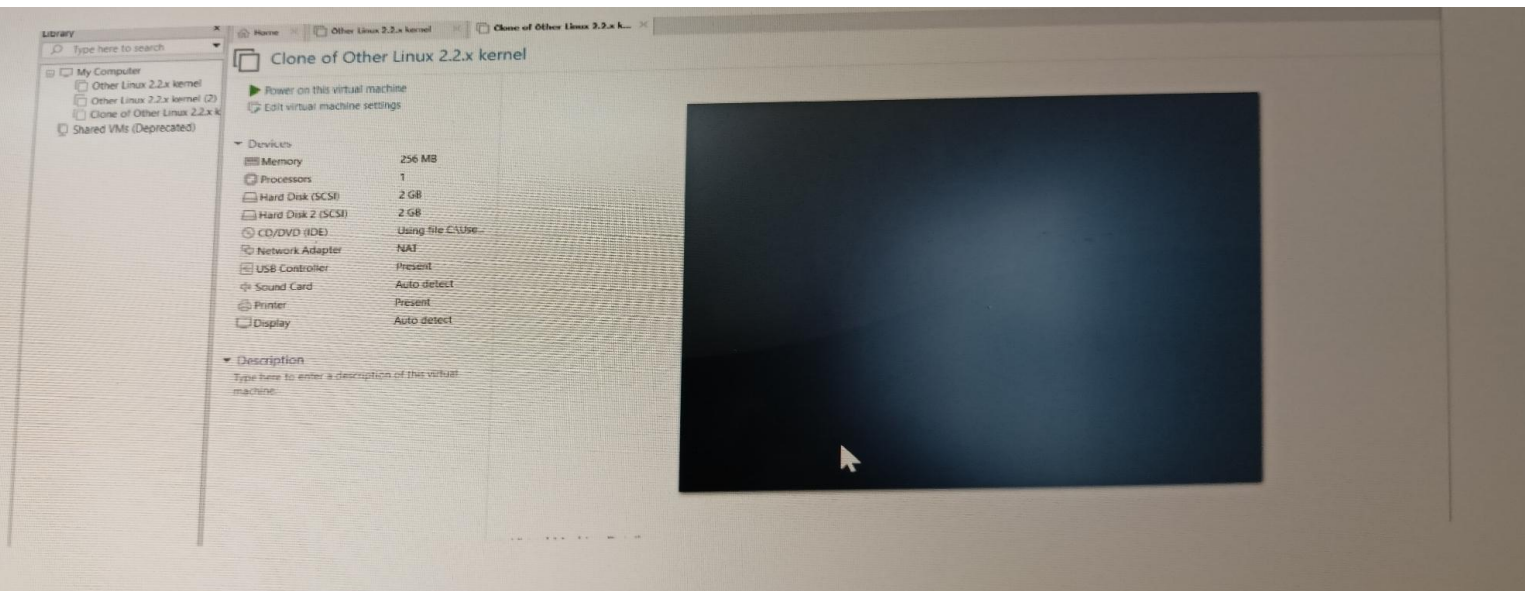 Library
Type here to search
My Computer
Other Linux 2.2.x kernel
Other Linux 2.2.x kernel (2)
Clone of Other Linux 2.2.x k
Shared VMs (Deprecated)
Home
Other Linux 2.2.x kernel
Clone of Other Linux 2.2.x k...
Clone of Other Linux 2.2.x kernel
Power on this virtual machine
Edit virtual machine settings
Devices
Memory 256 MB
Processors 1
Hard Disk (SCSI) 2 GB
Hard Disk 2 (SCSI) 2 GB
CD/DVD (IDE) Using file C:\Use...
Network Adapter NAT
USB Controller Present
Sound Card Auto detect
Printer Present
Display Auto detect
Description
Type here to enter a description of this virtual
machine.